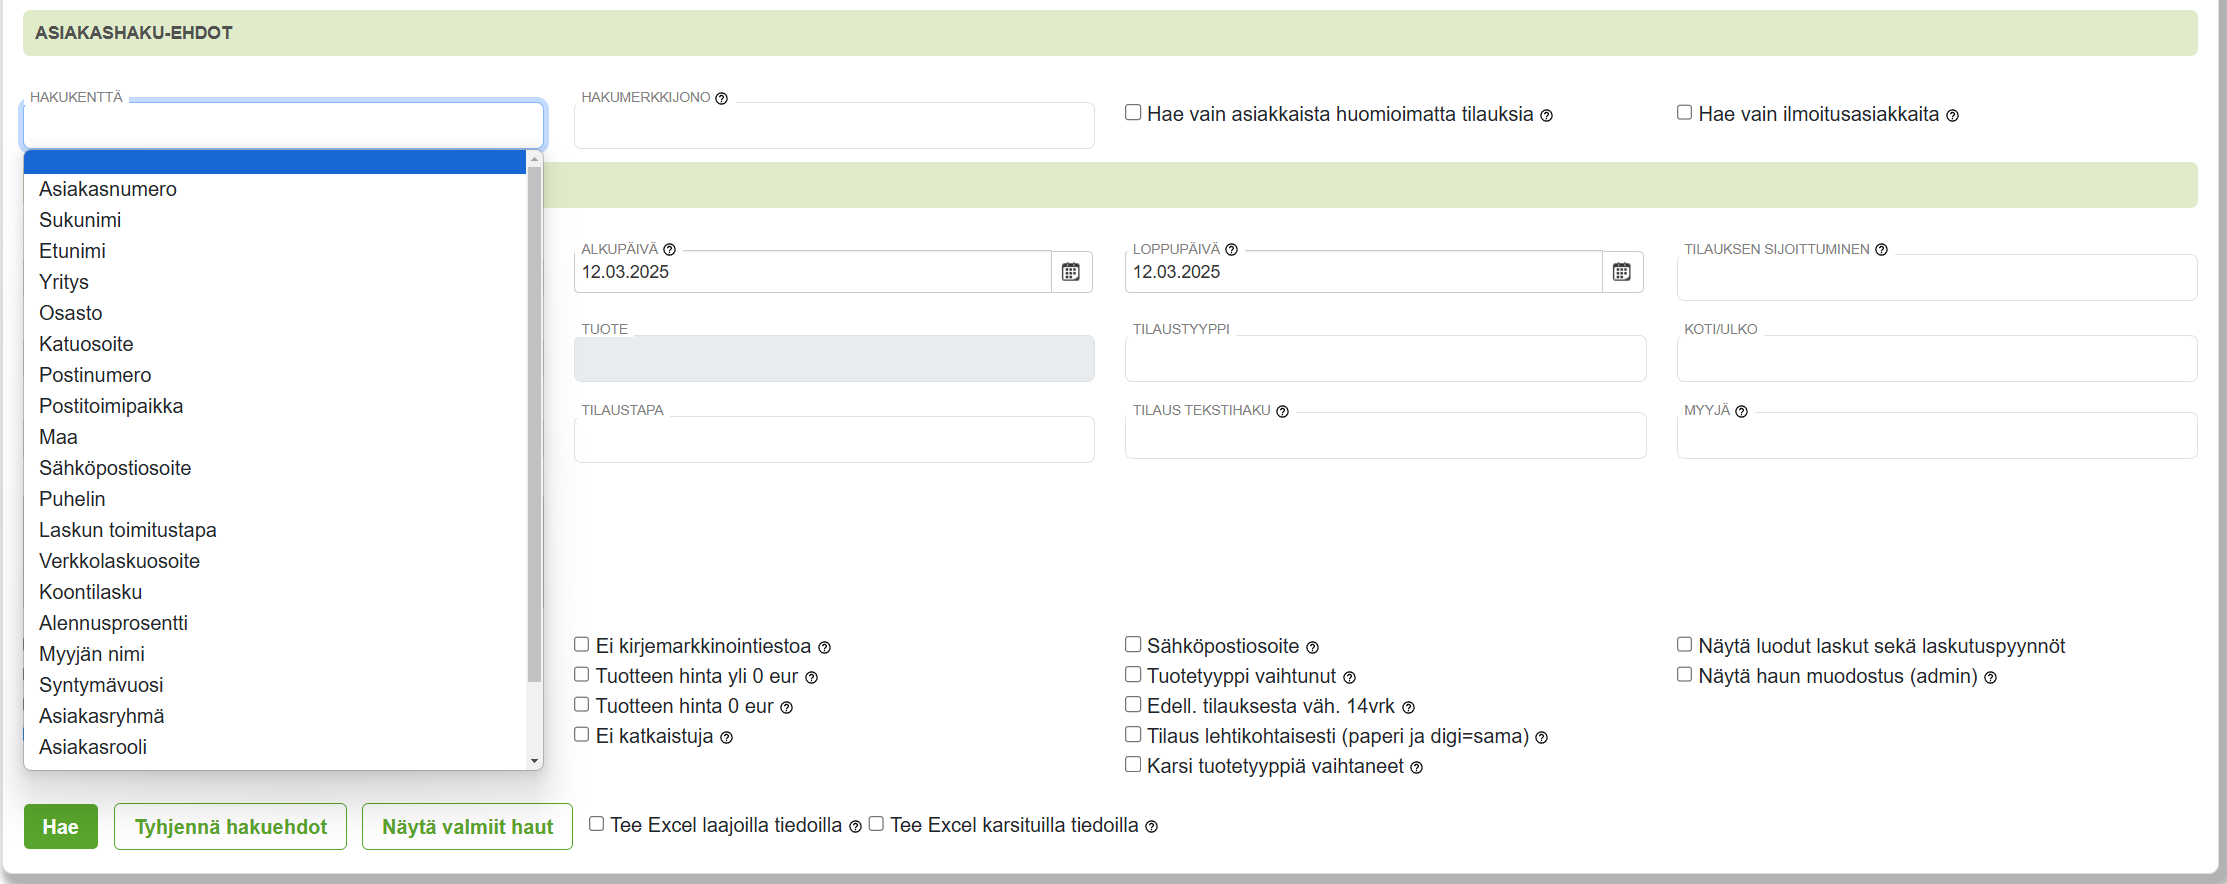 ASIAKASHAKU-EHDOT
HAKUKENTTÄ
HAKUMERKKIJONO
Hae vain asiakkaista huomioimatta tilauksia
Hae vain ilmoitusasiakkaita
Asiakasnumero
Sukunimi
Etunimi
Yritys
Osasto
Katuosoite
Postinumero
Postitoimipaikka
Maa
Sähköpostiosoite
Puhelin
Laskun toimitustapa
Verkkolaskuosoite
Koontilasku
Alennusprosentti
Myyjän nimi
Syntymävuosi
Asiakasryhmä
Asiakasrooli
ALKUPÄIVÄ
12.03.2025
LOPPUPÄIVÄ
12.03.2025
TILAUKSEN SIJOITTUMINEN
TUOTE
TILAUSTYYPPI
KOTI/ULKO
TILAUSTAPA
TILAUS TEKSTIHAKU
MYYJÄ
Ei kirjemarkkinointiestoa
Tuotteen hinta yli 0 eur
Tuotteen hinta 0 eur
Ei katkaistuja
Sähköpostiosoite
Tuotetyyppi vaihtunut
Edell. tilauksesta väh. 14vrk
Tilaus lehtikohtaisesti (paperi ja digi=sama)
Karsi tuotetyyppiä vaihtaneet
Näytä luodut laskut sekä laskutuspyynnöt
Näytä haun muodostus (admin)
Hae
Tyhjennä hakuehdot
Näytä valmiit haut
Tee Excel laajoilla tiedoilla
Tee Excel karsituilla tiedoilla